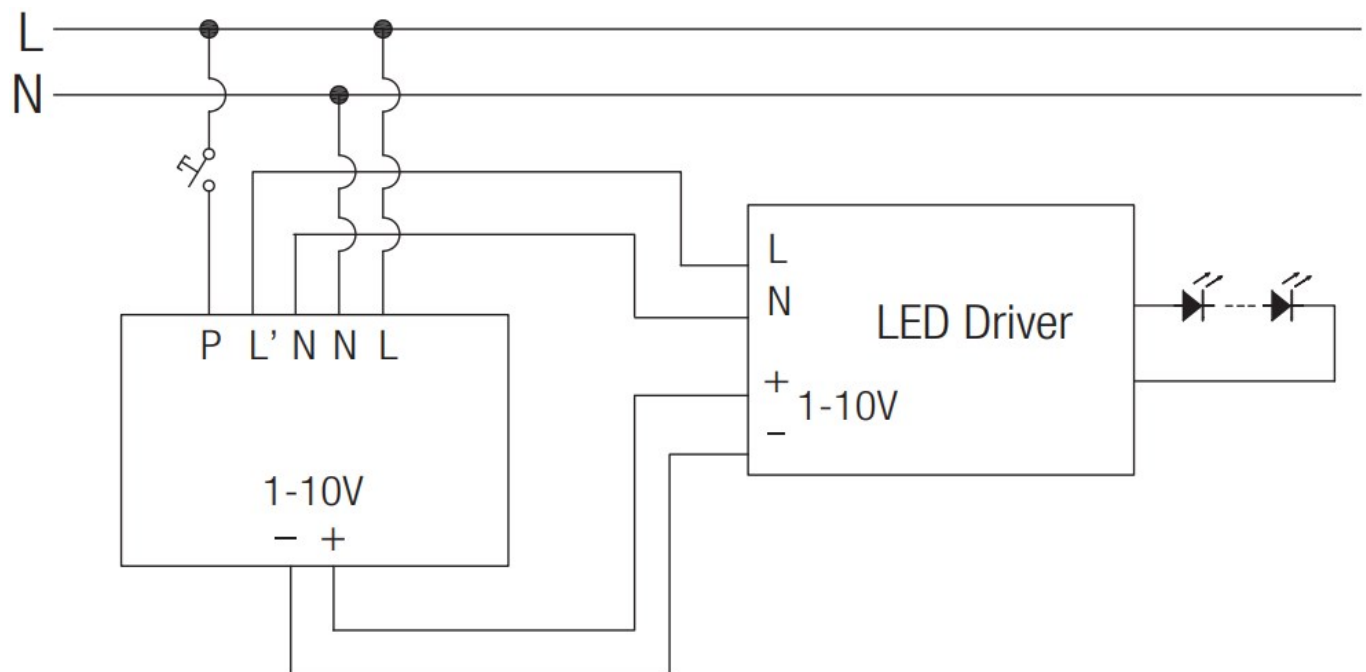 L
N
P L’ N N L
1-10V
− +
L
N
LED Driver
+
1-10V
−